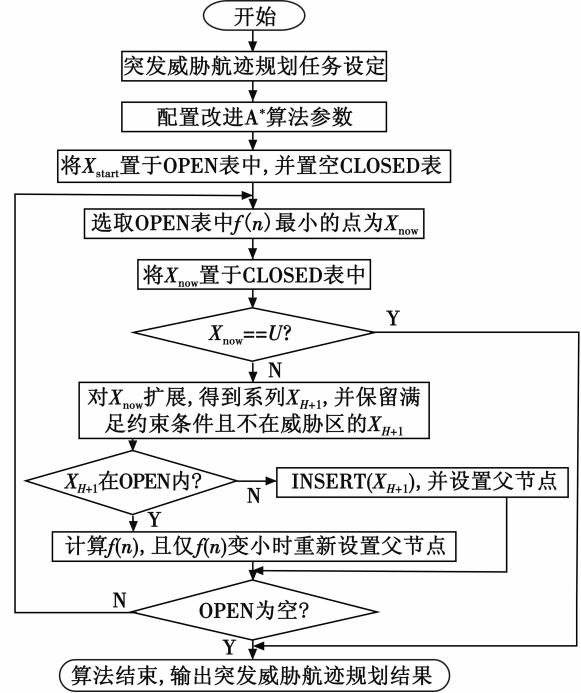 开始
突发威胁航迹规划任务设定
配置改进A*算法参数
将Xstart置于OPEN表中,并置空CLOSED表
选取OPEN表中f(n)最小的点为Xnow
将Xnow置于CLOSED表中
Xnow==U?
Y
N
对Xnow扩展,得到系列XH+1,并保留满
足约束条件且不在威胁区的XH+1
XH+1在OPEN内?
N
INSERT(XH+1),并设置父节点
Y
计算f(n),且仅f(n)变小时重新设置父节点
N
OPEN为空?
Y
算法结束,输出突发威胁航迹规划结果